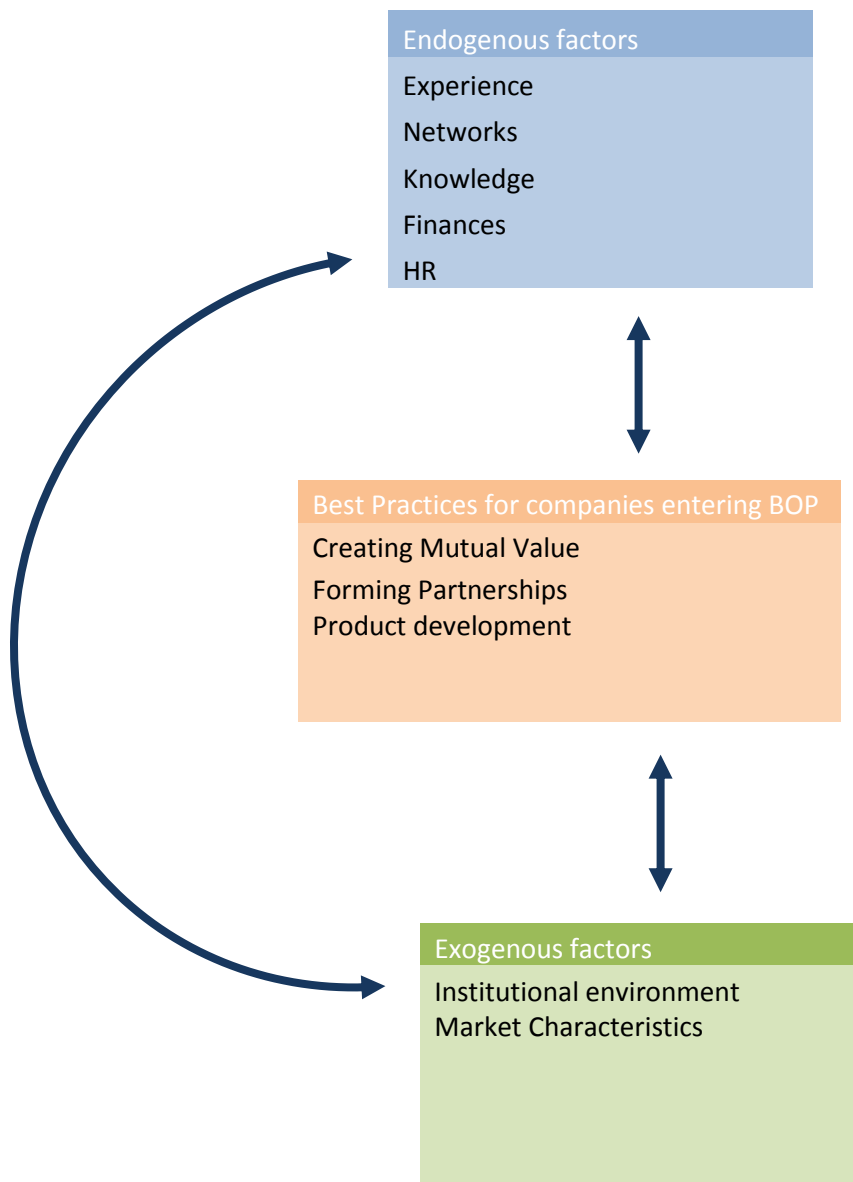 Endogenous factors
Experience
Networks
Knowledge
Finances
HR
Best Practices for companies entering BOP
Creating Mutual Value
Forming Partnerships
Product development
Exogenous factors
Institutional environment
Market Characteristics